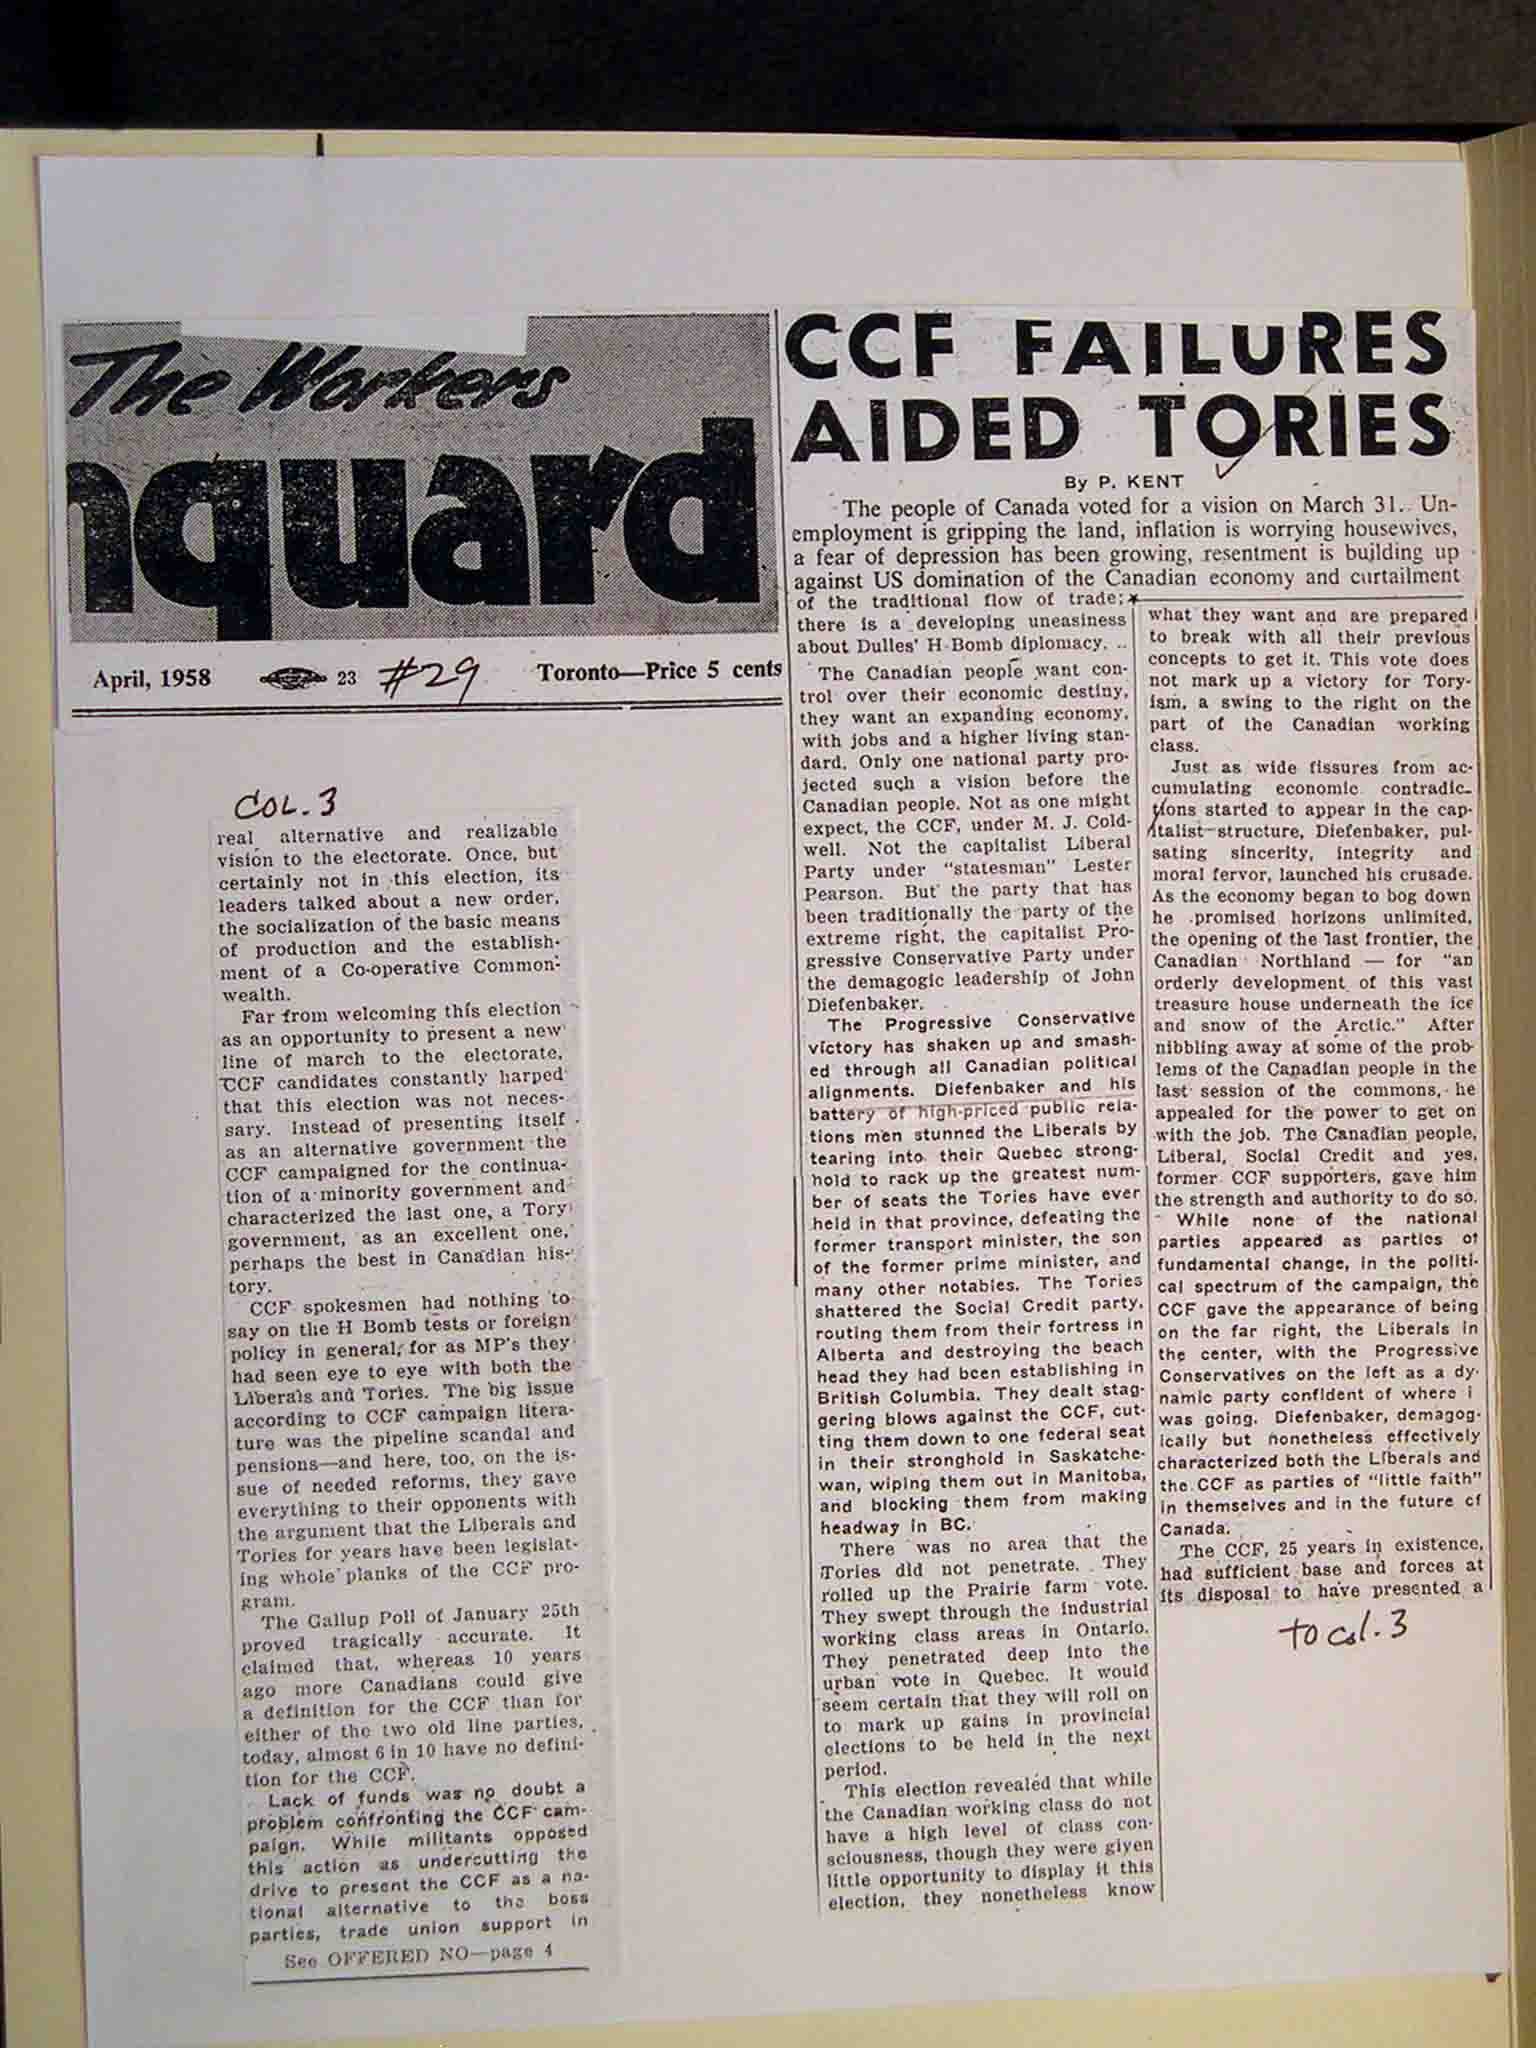 The Workers
nguard
April, 1958 23 #29 Toronto—Price 5 cents
CCF FAILURES
AIDED TORIES
By P. KENT
The people of Canada voted for a vision on March 31. Un-
employment is gripping the land, inflation is worrying housewives,
a fear of depression has been growing, resentment is building up
against US domination of the Canadian economy and curtailment
of the traditional flow of trade;
there is a developing uneasiness
about Dulles' H-Bomb diplomacy. ..
The Canadian people want con-
trol over their economic destiny,
they want an expanding economy,
with jobs and a higher living stan-
dard. Only one national party pro-
jected such a vision before the
Canadian people. Not as one might
expect, the CCF, under M. J. Cold-
well. Not the capitalist Liberal
Party under "statesman" Lester
Pearson. But the party that has
been traditionally the party of the
extreme right, the capitalist Pro-
gressive Conservative Party under
the demagogic leadership of John
Diefenbaker.
The Progressive Conservative
victory has shaken up and smash-
ed through all Canadian political
alignments. Diefenbaker and his
battery of high-priced public rela-
tions men stunned the Liberals by
tearing into their Quebec strong-
hold to rack up the greatest num-
ber of seats the Tories have ever
held in that province, defeating the
former transport minister, the son
of the former prime minister, and
many other notables. The Tories
shattered the Social Credit party,
routing them from their fortress in
Alberta and destroying the beach
head they had been establishing in
British Columbia. They dealt stag-
gering blows against the CCF, cut-
ting them down to one federal seat
in their stronghold in Saskatche-
wan, wiping them out in Manitoba,
and blocking them from making
headway in BC.
There was no area that the
Tories did not penetrate. They
rolled up the Prairie farm vote.
They swept through the industrial
working class areas in Ontario.
They penetrated deep into the
urban vote in Quebec. It would
seem certain that they will roll on
to mark up gains in provincial
elections to be held in the next
period.
This election revealed that while
the Canadian working class do not
have a high level of class con-
sciousness, though they were given
little opportunity to display it this
election, they nonetheless know
what they want and are prepared
to break with all their previous
concepts to get it. This vote does
not mark up a victory for Tory-
ism, a swing to the right on the
part of the Canadian working
class.
Just as wide fissures from ac-
cumulating economic contradic-
tions started to appear in the cap-
italist structure, Diefenbaker, pul-
sating sincerity, integrity and
moral fervor, launched his crusade.
As the economy began to bog down
he promised horizons unlimited,
the opening of the last frontier, the
Canadian Northland — for "an
orderly development of this vast
treasure house underneath the ice
and snow of the Arctic." After
nibbling away at some of the prob-
lems of the Canadian people in the
last session of the commons, he
appealed for the power to get on
with the job. The Canadian people,
Liberal, Social Credit and yes,
former CCF supporters, gave him
the strength and authority to do so.
While none of the national
parties appeared as parties of
fundamental change, in the politi-
cal spectrum of the campaign, the
CCF gave the appearance of being
on the far right, the Liberals in
the center, with the Progressive
Conservatives on the left as a dy-
namic party confident of where i
was going. Diefenbaker, demagog-
ically but nonetheless effectively
characterized both the Liberals and
the CCF as parties of "little faith"
in themselves and in the future of
Canada.
The CCF, 25 years in existence,
had sufficient base and forces at
its disposal to have presented a
to col. 3
COL. 3
real alternative and realizable
vision to the electorate. Once, but
certainly not in this election, its
leaders talked about a new order,
the socialization of the basic means
of production and the establish-
ment of a Co-operative Common-
wealth.
Far from welcoming this election
as an opportunity to present a new
line of march to the electorate,
CCF candidates constantly harped
that this election was not neces-
sary. Instead of presenting itself
as an alternative government the
CCF campaigned for the continua-
tion of a minority government and
characterized the last one, a Tory
government, as an excellent one,
perhaps the best in Canadian his-
tory.
CCF spokesmen had nothing to
say on the H Bomb tests or foreign
policy in general, for as MP's they
had seen eye to eye with both the
Liberals and Tories. The big issue
according to CCF campaign litera-
ture was the pipeline scandal and
pensions—and here, too, on the is-
sue of needed reforms, they gave
everything to their opponents with
the argument that the Liberals and
Tories for years have been legislat-
ing whole planks of the CCF pro-
gram.
The Gallup Poll of January 25th
proved tragically accurate. It
claimed that, whereas 10 years
ago more Canadians could give
a definition for the CCF than for
either of the two old line parties,
today, almost 6 in 10 have no defini-
tion for the CCF.
Lack of funds was no doubt a
problem confronting the CCF cam-
paign. While militants opposed
this action as undercutting the
drive to present the CCF as a na-
tional alternative to the boss
parties, trade union support in
See OFFERED NO—page 4